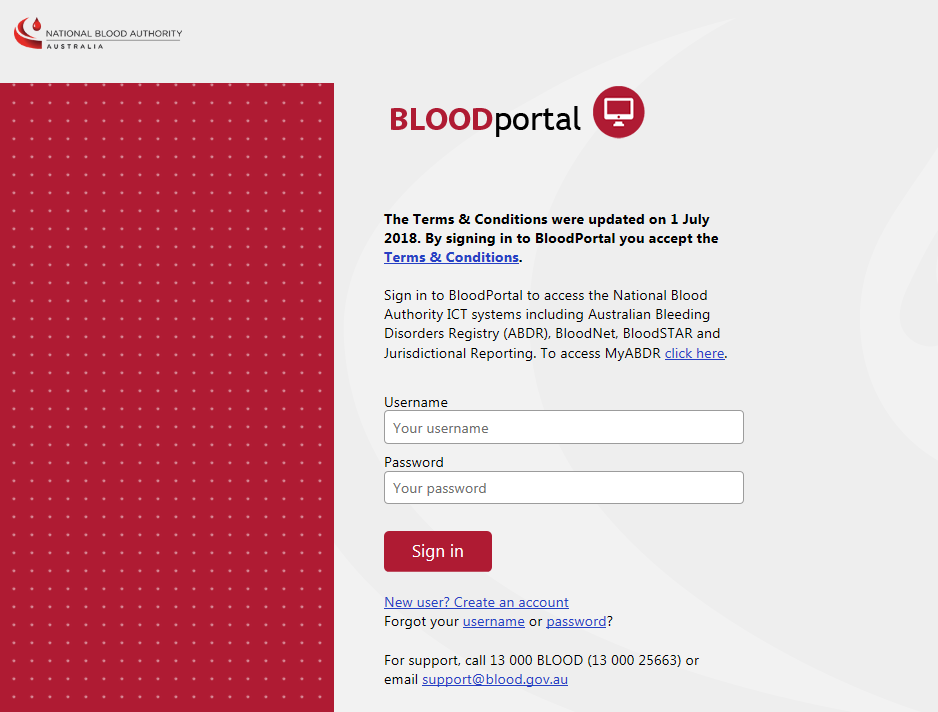 NATIONAL BLOOD AUTHORITY
AUSTRALIA
BLOODportal
The Terms & Conditions were updated on 1 July
2018. By signing in to BloodPortal you accept the
Terms & Conditions.
Sign in to BloodPortal to access the National Blood
Authority ICT systems including Australian Bleeding
Disorders Registry (ABDR), BloodNet, BloodSTAR and
Jurisdictional Reporting. To access MyABDR click here.
Username
Your username
Password
Your password
Sign in
New user? Create an account
Forgot your username or password?
For support, call 13 000 BLOOD (13 000 25663) or
email support@blood.gov.au